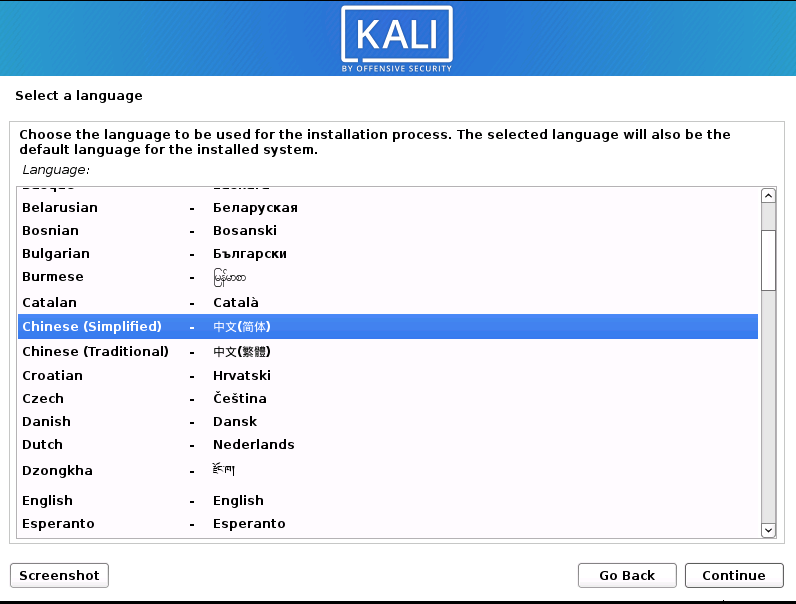 KALI
BY OFFENSIVE SECURITY
Select a language
Choose the language to be used for the installation process. The selected language will also be the
default language for the installed system.
Language:
Belarusian - Беларуская
Bosnian - Bosanski
Bulgarian - Български
Burmese - မြန်မာစာ
Catalan - Català
Chinese (Simplified) - 中文(简体)
Chinese (Traditional) - 中文(繁體)
Croatian - Hrvatski
Czech - Čeština
Danish - Dansk
Dutch - Nederlands
Dzongkha - རྫོང་ཁ།
English - English
Esperanto - Esperanto
Screenshot Go Back Continue